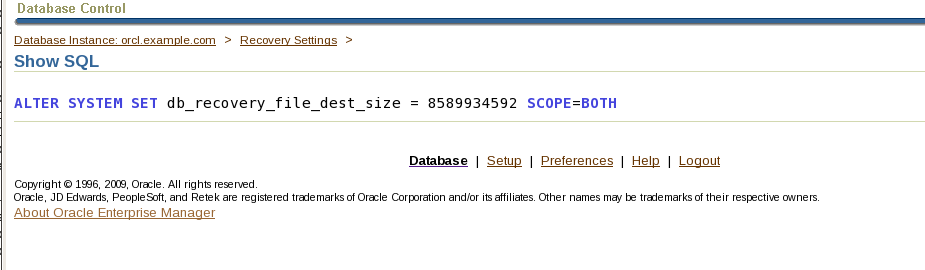 Database Control
Database Instance: orcl.example.com > Recovery Settings >
Show SQL
ALTER SYSTEM SET db_recovery_file_dest_size = 8589934592 SCOPE=BOTH
Database | Setup | Preferences | Help | Logout
Copyright © 1996, 2009, Oracle. All rights reserved.
Oracle, JD Edwards, PeopleSoft, and Retek are registered trademarks of Oracle Corporation and/or its affiliates. Other names may be trademarks of their respective owners.
About Oracle Enterprise Manager